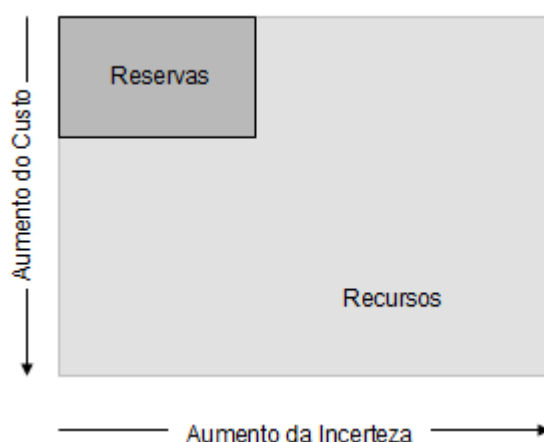 Reservas
Aumento do Custo
Recursos
Aumento da Incerteza